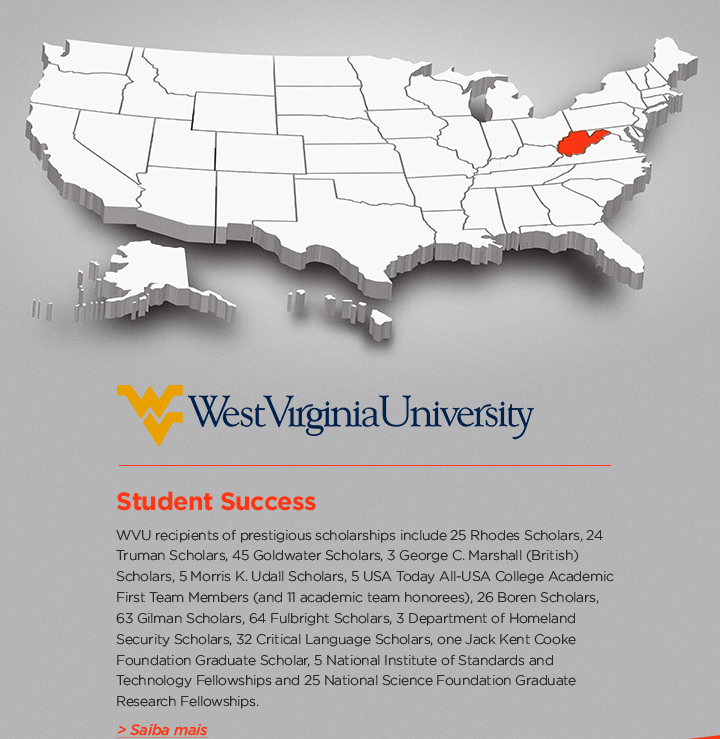 West Virginia University
Student Success
WVU recipients of prestigious scholarships include 25 Rhodes Scholars, 24
Truman Scholars, 45 Goldwater Scholars, 3 George C. Marshall (British)
Scholars, 5 Morris K. Udall Scholars, 5 USA Today All-USA College Academic
First Team Members (and 11 academic team honorees), 26 Boren Scholars,
63 Gilman Scholars, 64 Fulbright Scholars, 3 Department of Homeland
Security Scholars, 32 Critical Language Scholars, one Jack Kent Cooke
Foundation Graduate Scholar, 5 National Institute of Standards and
Technology Fellowships and 25 National Science Foundation Graduate
Research Fellowships.
> Saiba mais